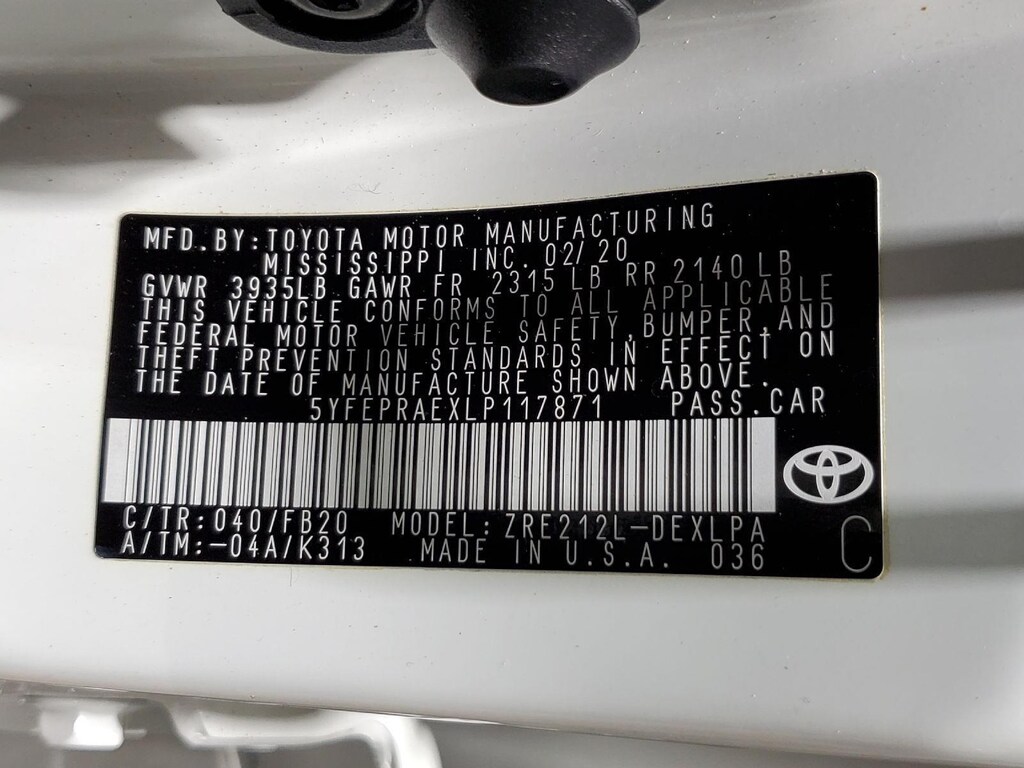 MFD. BY: TOYOTA MOTOR MANUFACTURING
MISSISSIPPI INC. 02/20
GVWR 3935LB GAWR FR 2315 LB RR 2140 LB
THIS VEHICLE CONFORMS TO ALL APPLICABLE
FEDERAL MOTOR VEHICLE SAFETY, BUMPER, AND
THEFT PREVENTION STANDARDS IN EFFECT ON
THE DATE OF MANUFACTURE SHOWN ABOVE.
5YFEPRAEXLP117871 PASS. CAR
C/TR: 040/FB20 MODEL: ZRE212L-DEXLPA
A/TM:-04A/K313 MADE IN U.S.A. 036 C